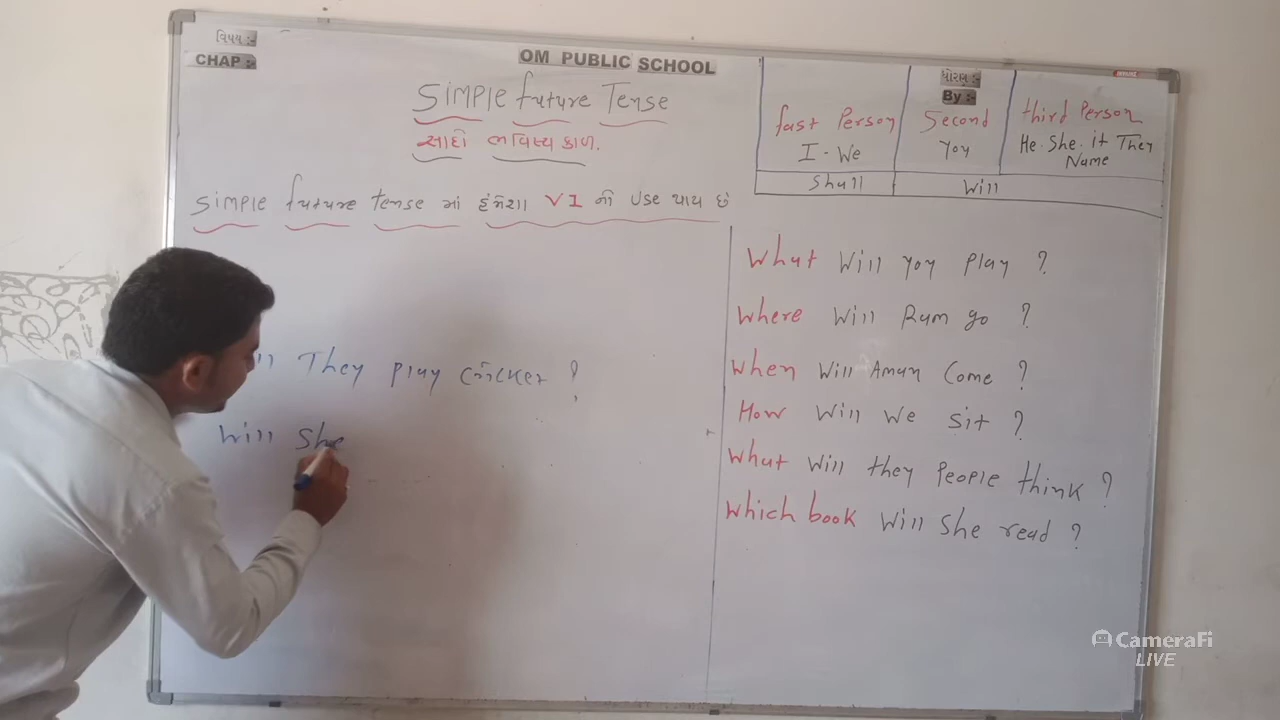 વિષય :-
CHAP :-
OM PUBLIC SCHOOL
ધોરણ :-
By :-
Simple future Tense
સાદો ભવિષ્ય કાળ.
fast Person
I - We
Second
You
third Person
He. She. it They
Name
Shall
Will
Simple future tense માં હંમેશા V1 નો use થાય છે
They play cricket ?
Will She
What Will you play ?
Where Will Ram go ?
When Will Aman Come ?
How Will We Sit ?
What Will they People think ?
Which book Will She read ?
CameraFi
LIVE